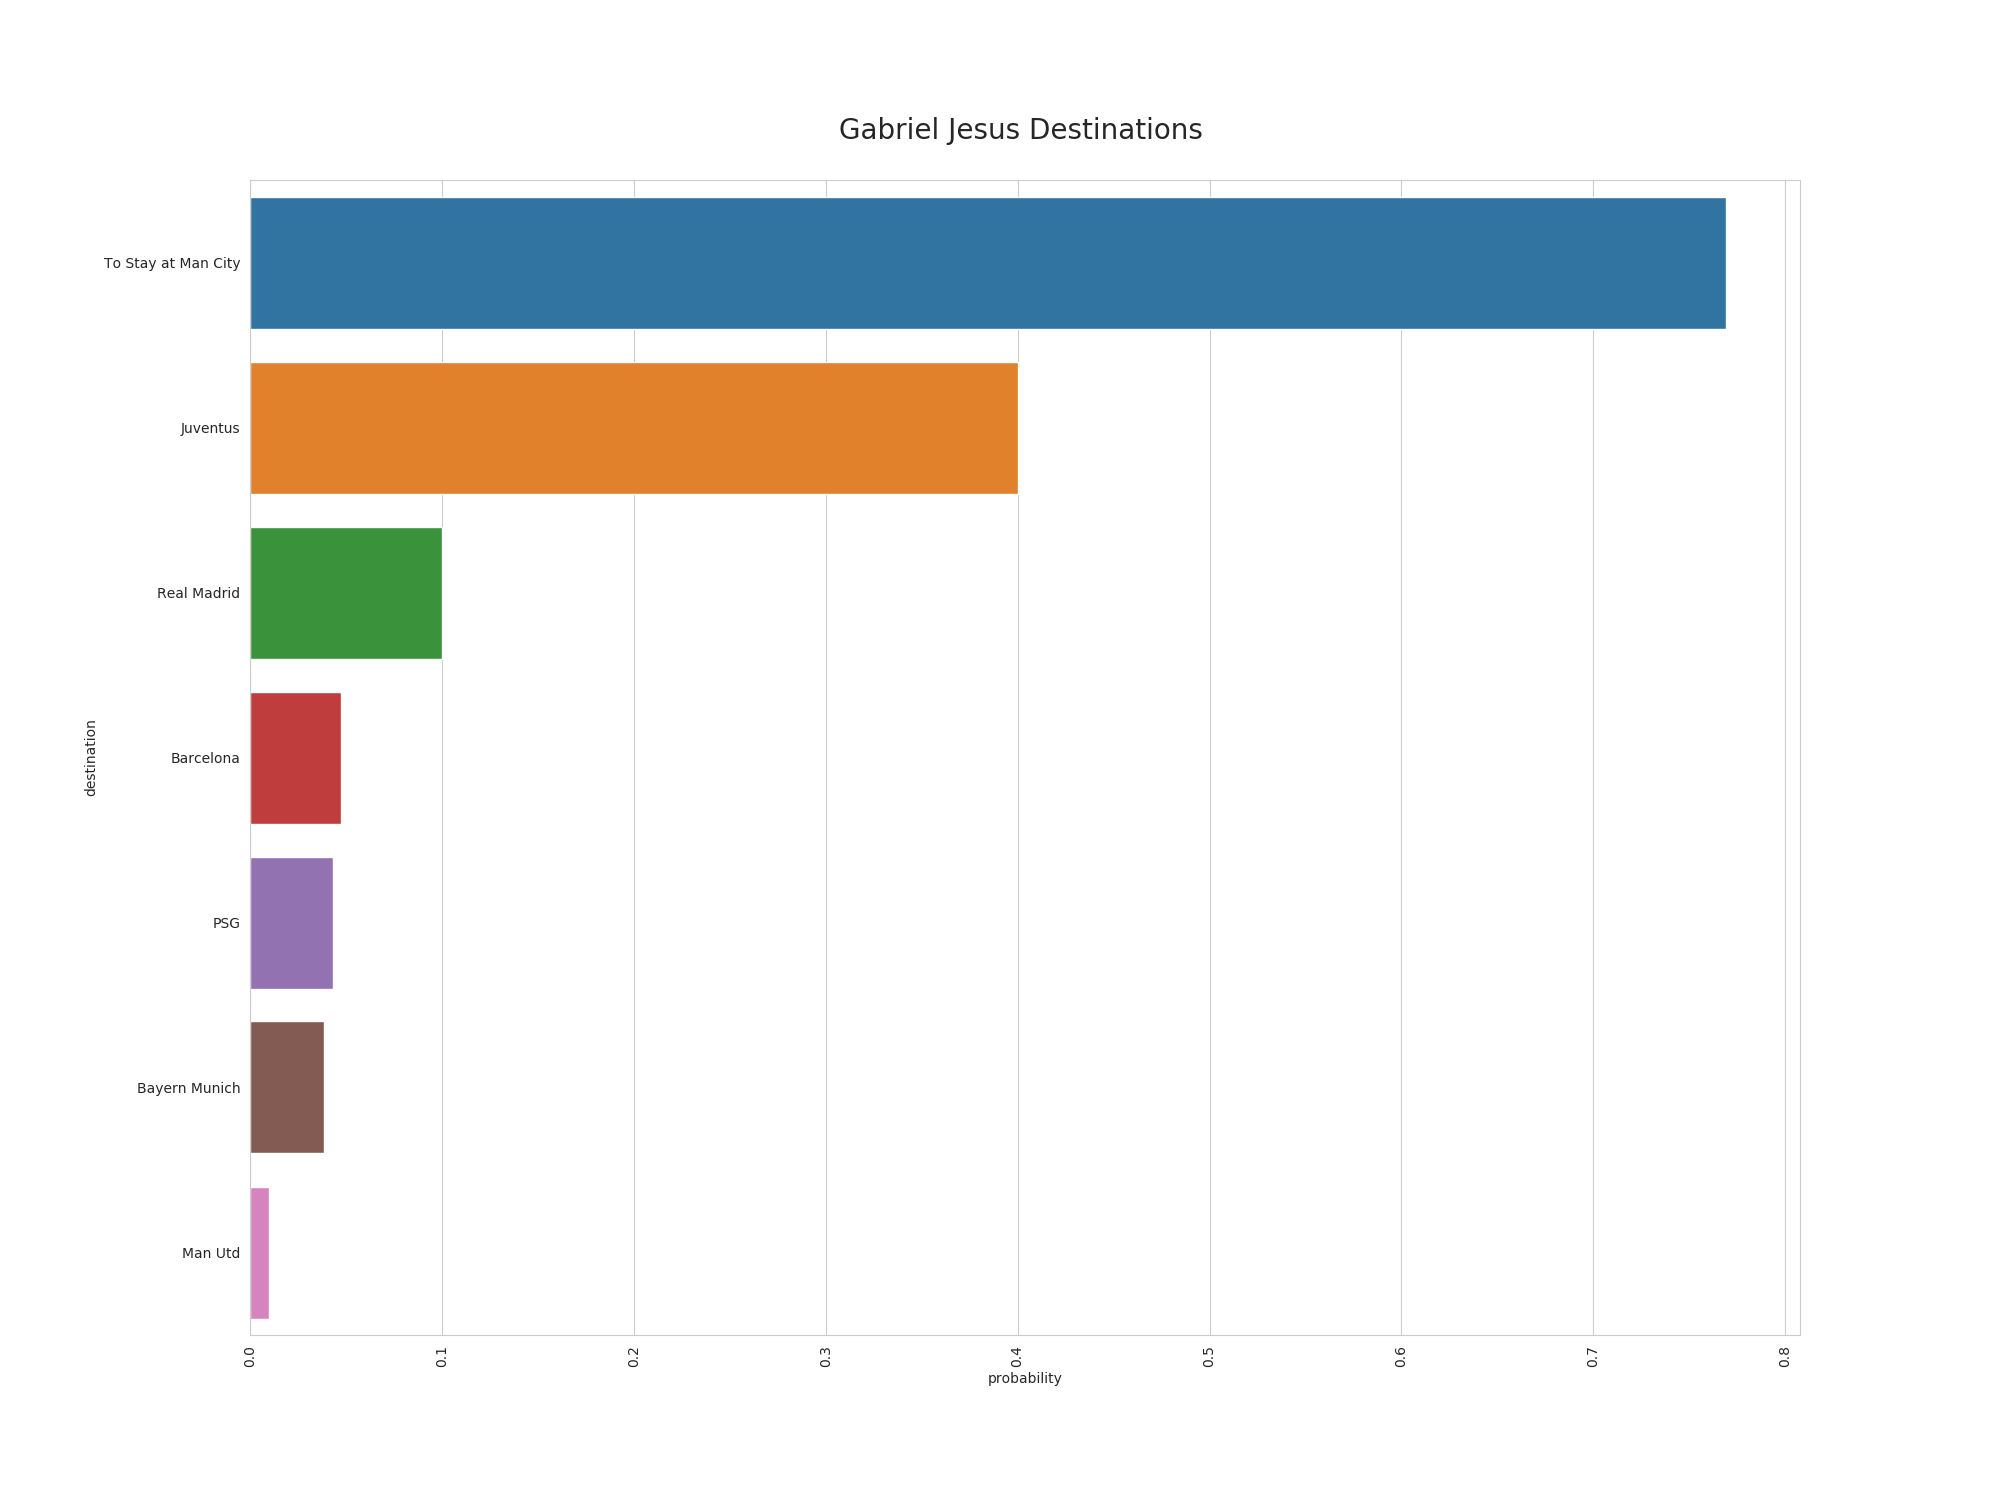 Gabriel Jesus Destinations
To Stay at Man City
Juventus
Real Madrid
Barcelona
PSG
Bayern Munich
Man Utd
destination
0.0
0.1
0.2
0.3
0.4
0.5
0.6
0.7
0.8
probability